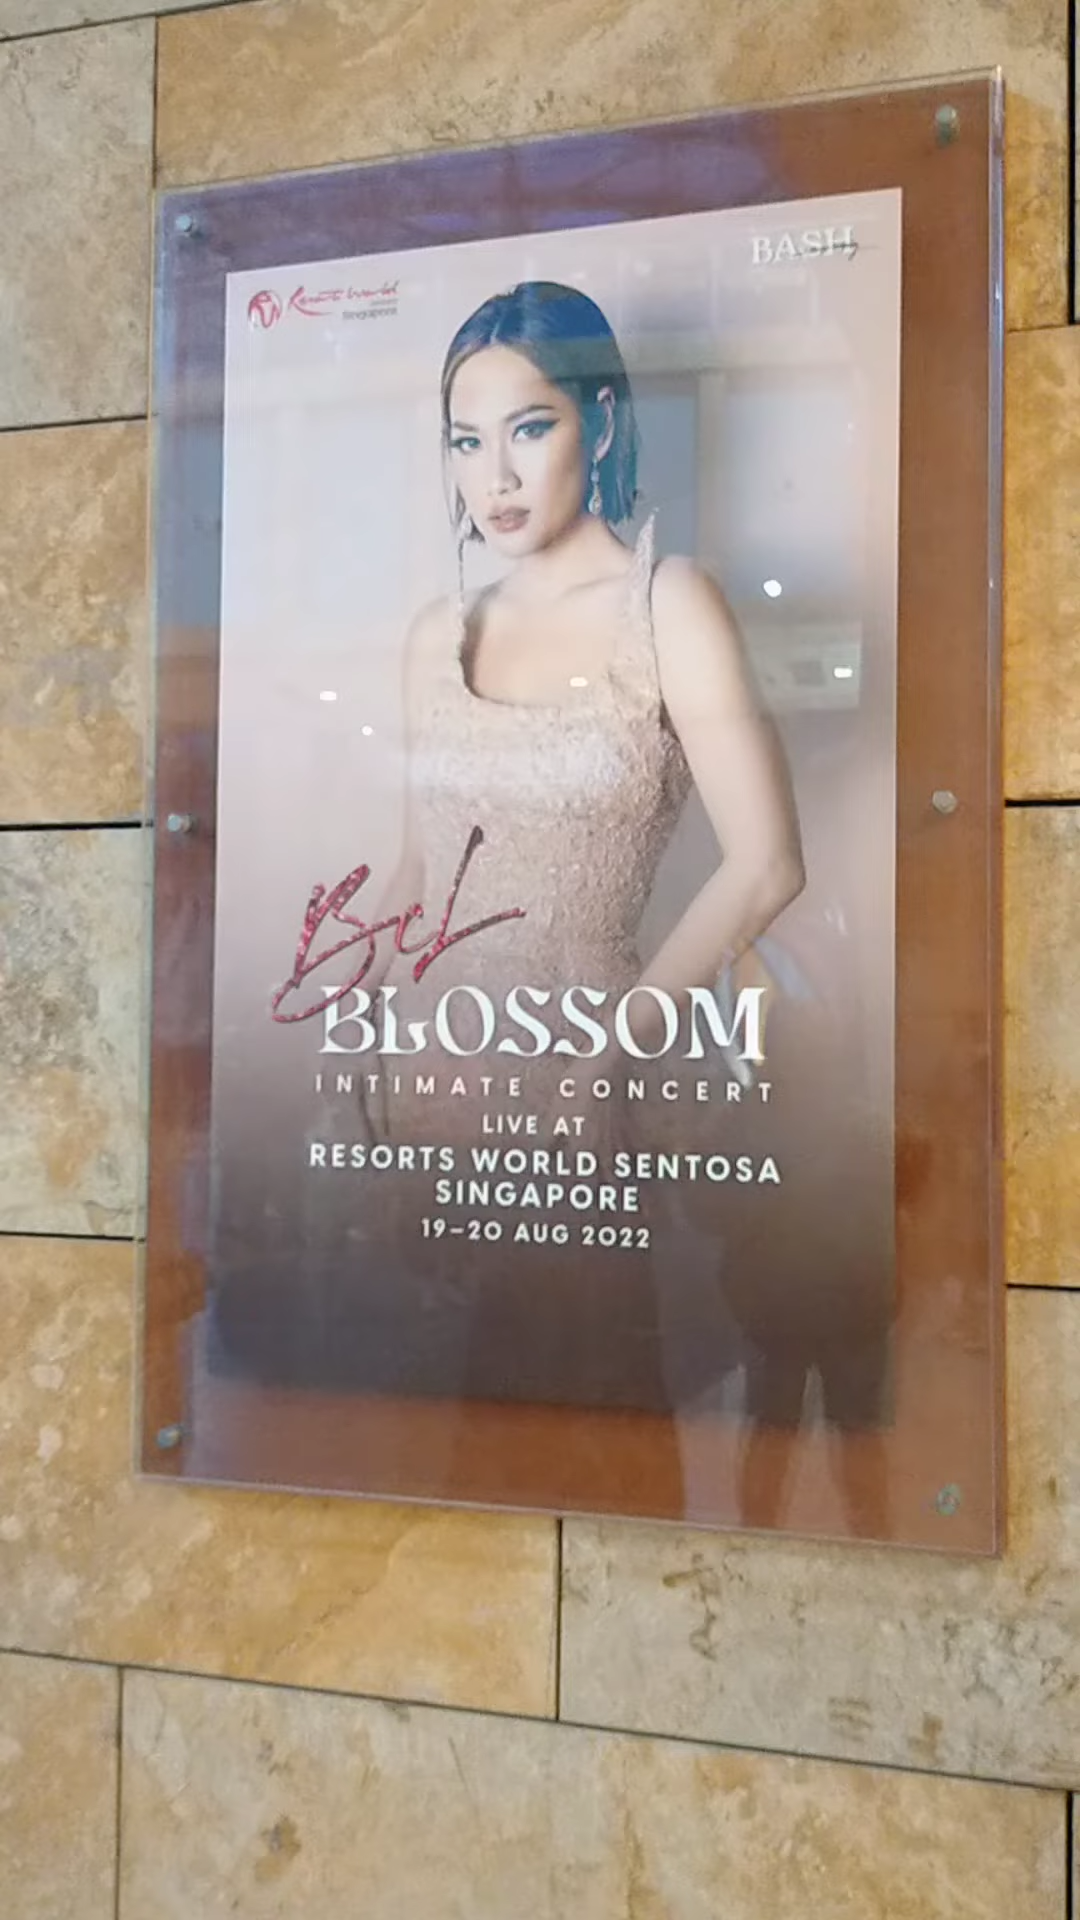 Resorts World
Singapore
BASH
BCL
BLOSSOM
INTIMATE CONCERT
LIVE AT
RESORTS WORLD SENTOSA
SINGAPORE
19–20 AUG 2022